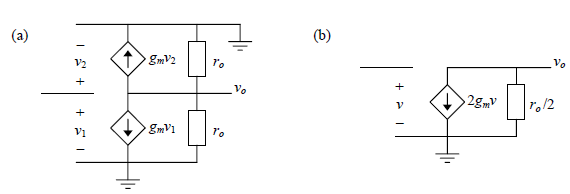 (a)
−
v₂
+
gₘv₂
rₒ
vₒ
+
v₁
−
gₘv₁
rₒ
(b)
vₒ
+
v
−
2gₘv
rₒ/2